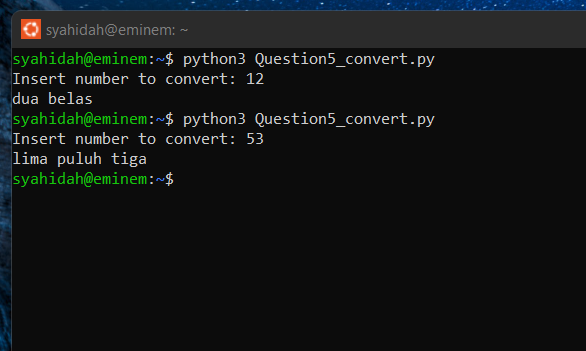 syahidah@eminem: ~
syahidah@eminem:~$ python3 Question5_convert.py
Insert number to convert: 12
dua belas
syahidah@eminem:~$ python3 Question5_convert.py
Insert number to convert: 53
lima puluh tiga
syahidah@eminem:~$